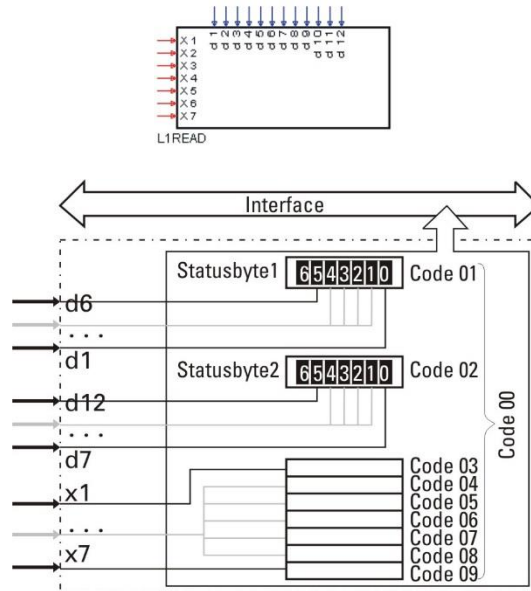 d1 d2 d3 d4 d5 d6 d7 d8 d9 d10 d11 d12
X1
X2
X3
X4
X5
X6
X7
L1READ
Interface
Statusbyte1 6543210 Code 01
d6
...
d1
Statusbyte2 6543210 Code 02
d12
...
d7
Code 00
x1
...
x7
Code 03
Code 04
Code 05
Code 06
Code 07
Code 08
Code 09